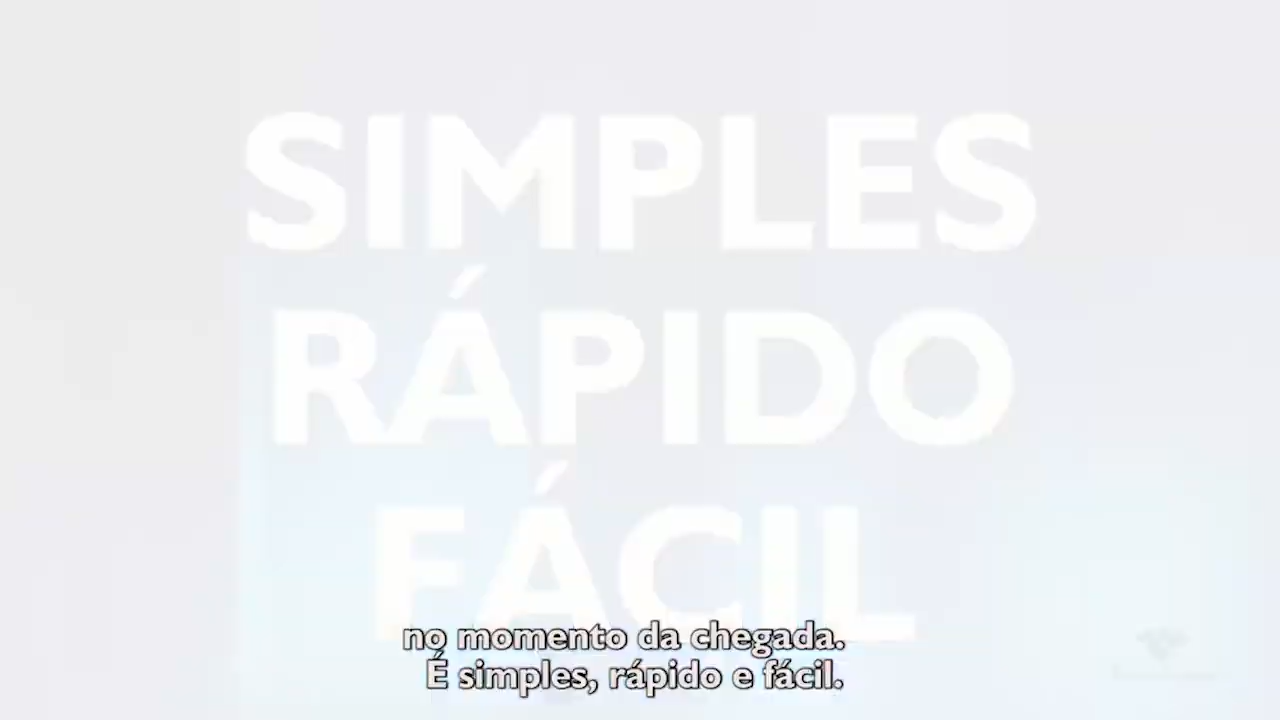 SIMPLES
RÁPIDO
FÁCIL
no momento da chegada.
É simples, rápido e fácil.